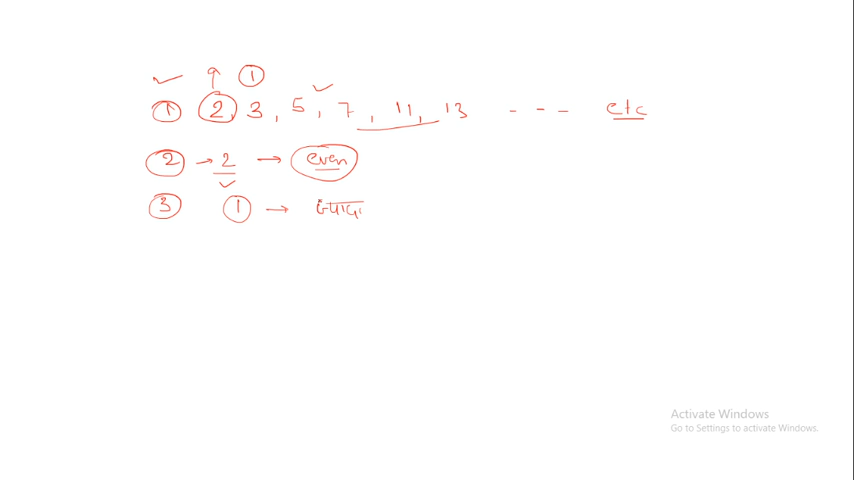 ①
① 2, 3, 5, 7, 11, 13 - - - etc
② → 2 → even
③ ① →
Activate Windows
Go to Settings to activate Windows.